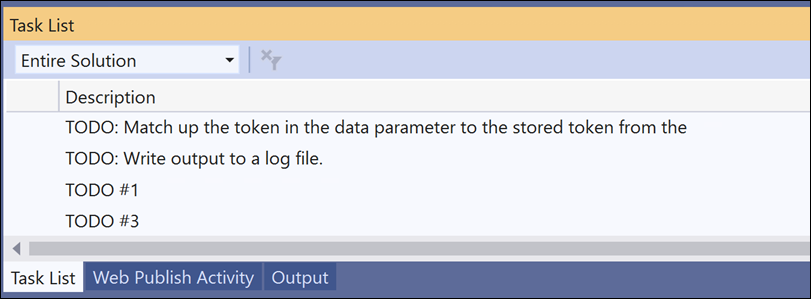 Task List
Entire Solution
Description
TODO: Match up the token in the data parameter to the stored token from the
TODO: Write output to a log file.
TODO #1
TODO #3
Task List Web Publish Activity Output